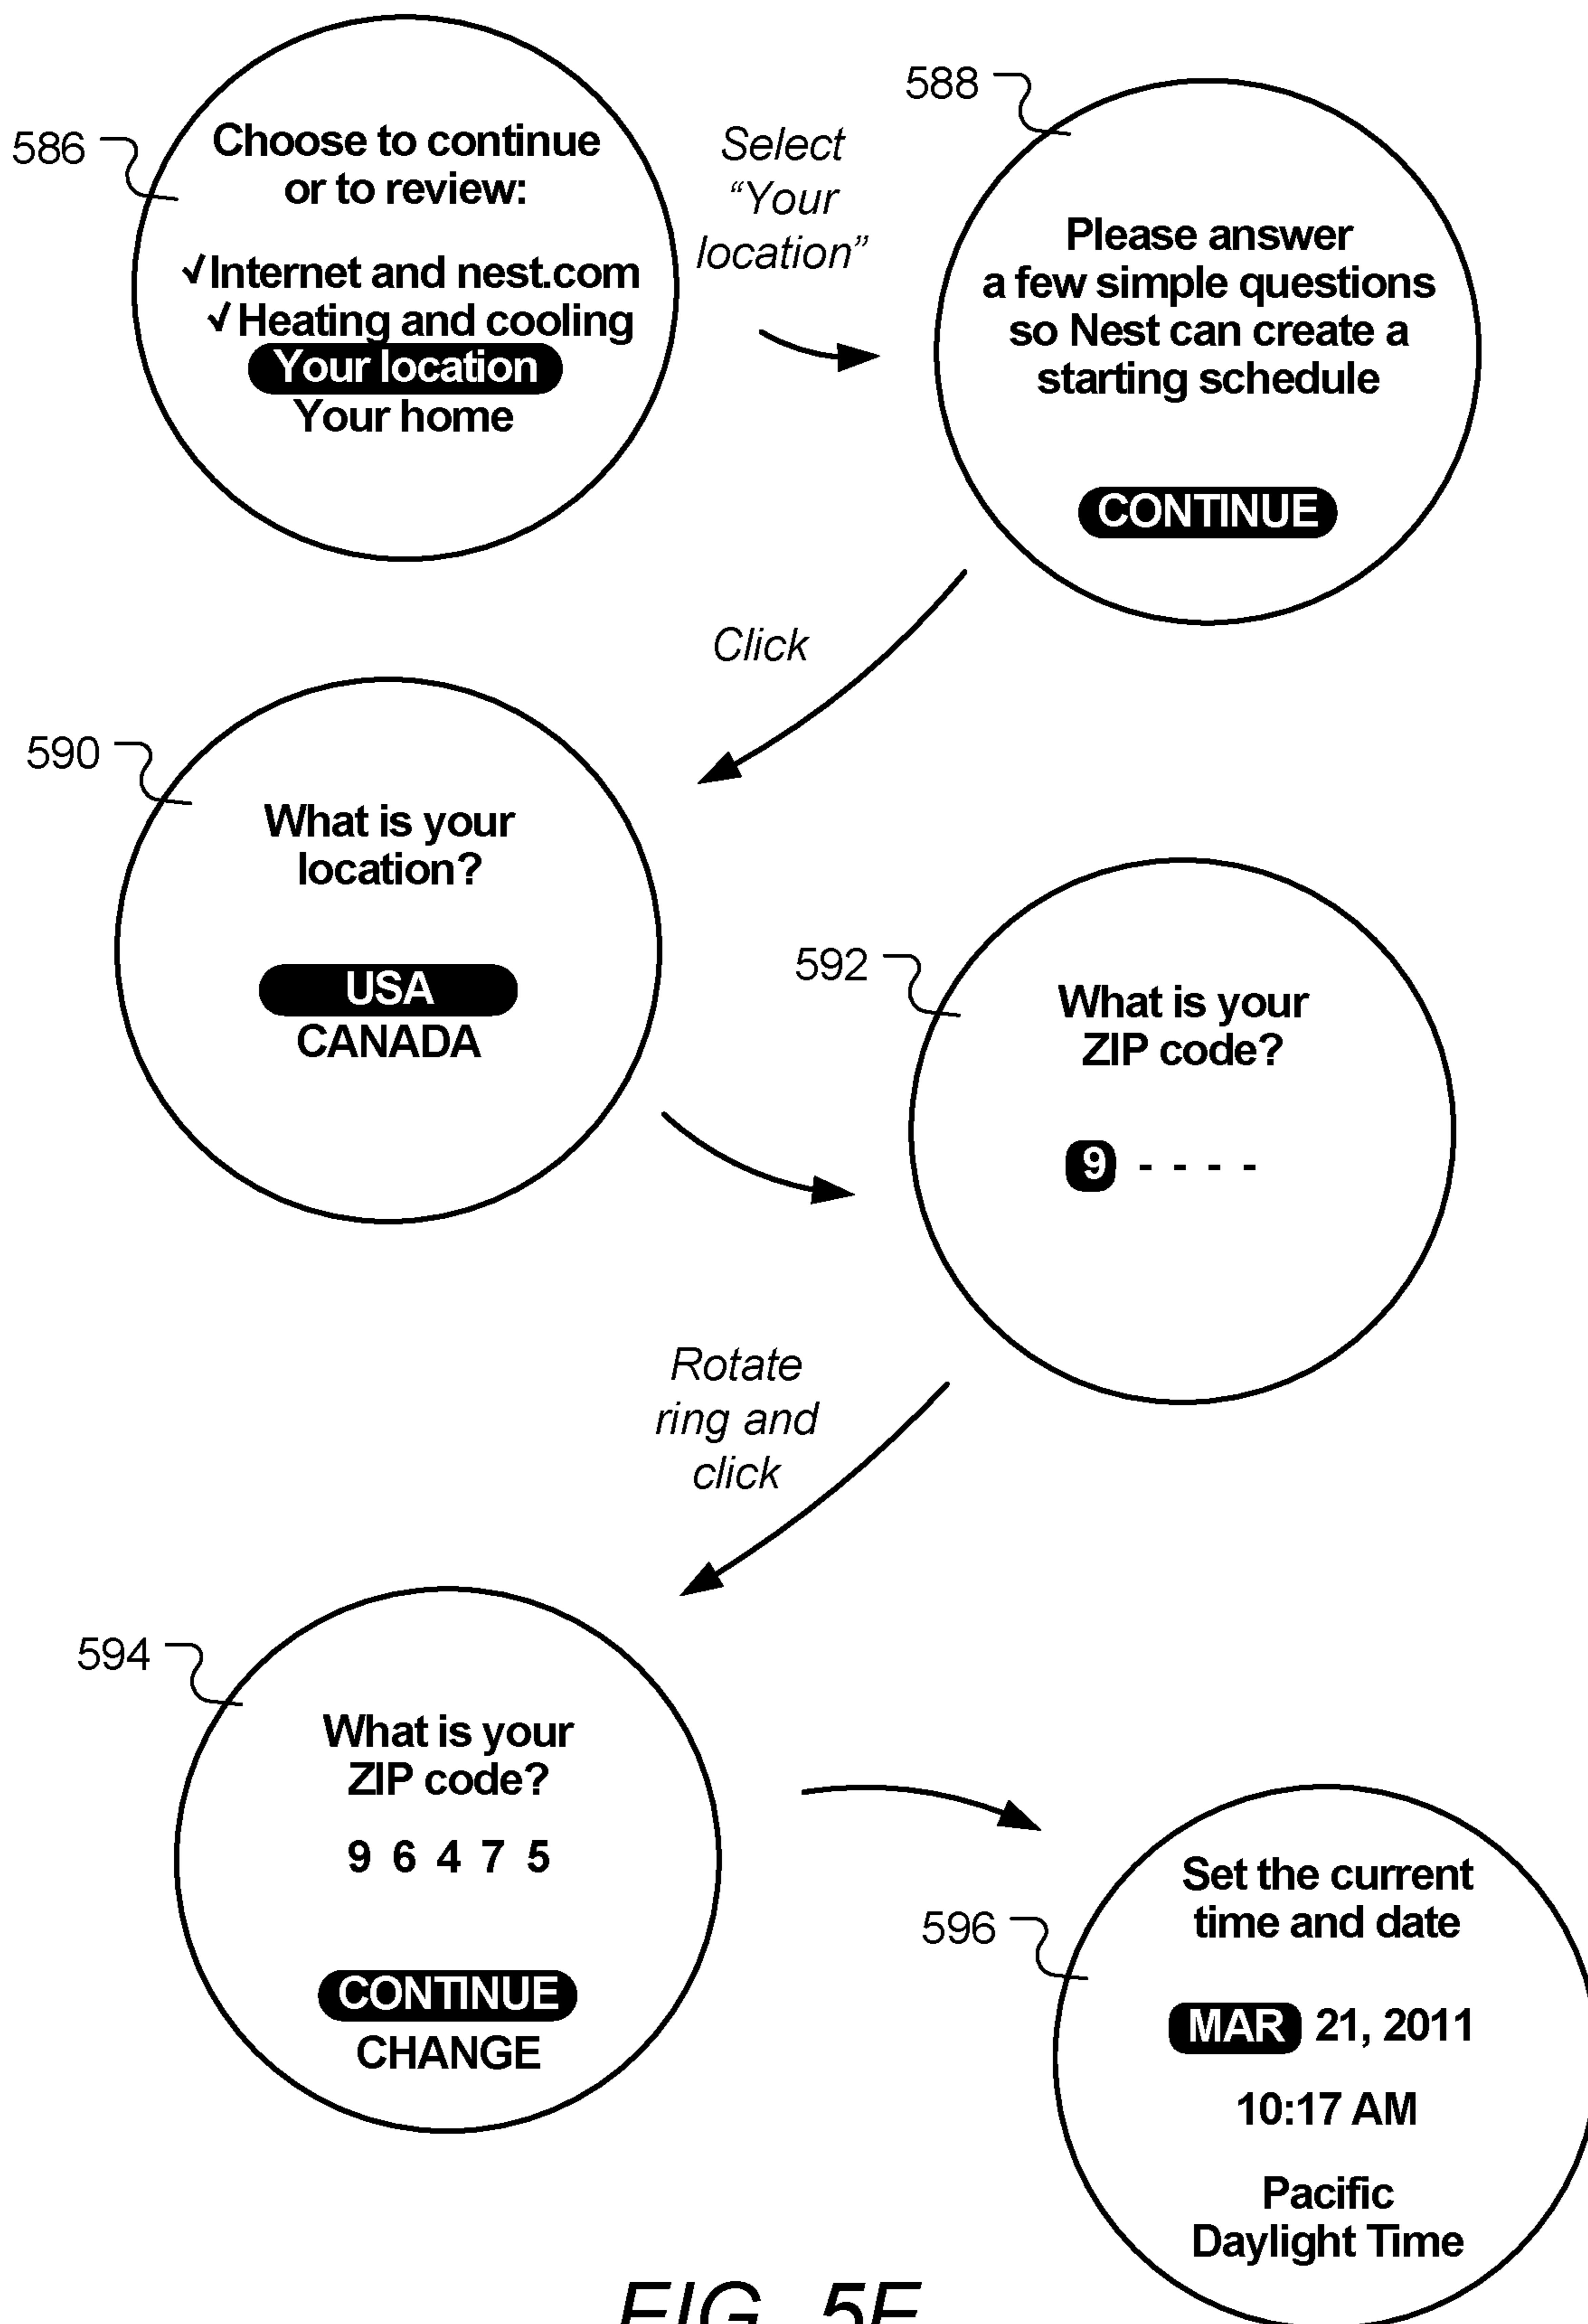 586
Choose to continue
or to review:
√Internet and nest.com
√Heating and cooling
Your location
Your home
Select
“Your
location”
588
Please answer
a few simple questions
so Nest can create a
starting schedule
CONTINUE
Click
590
What is your
location?
USA
CANADA
592
What is your
ZIP code?
9 - - - -
Rotate
ring and
click
594
What is your
ZIP code?
9 6 4 7 5
CONTINUE
CHANGE
596
Set the current
time and date
MAR 21, 2011
10:17 AM
Pacific
Daylight Time
FIG.